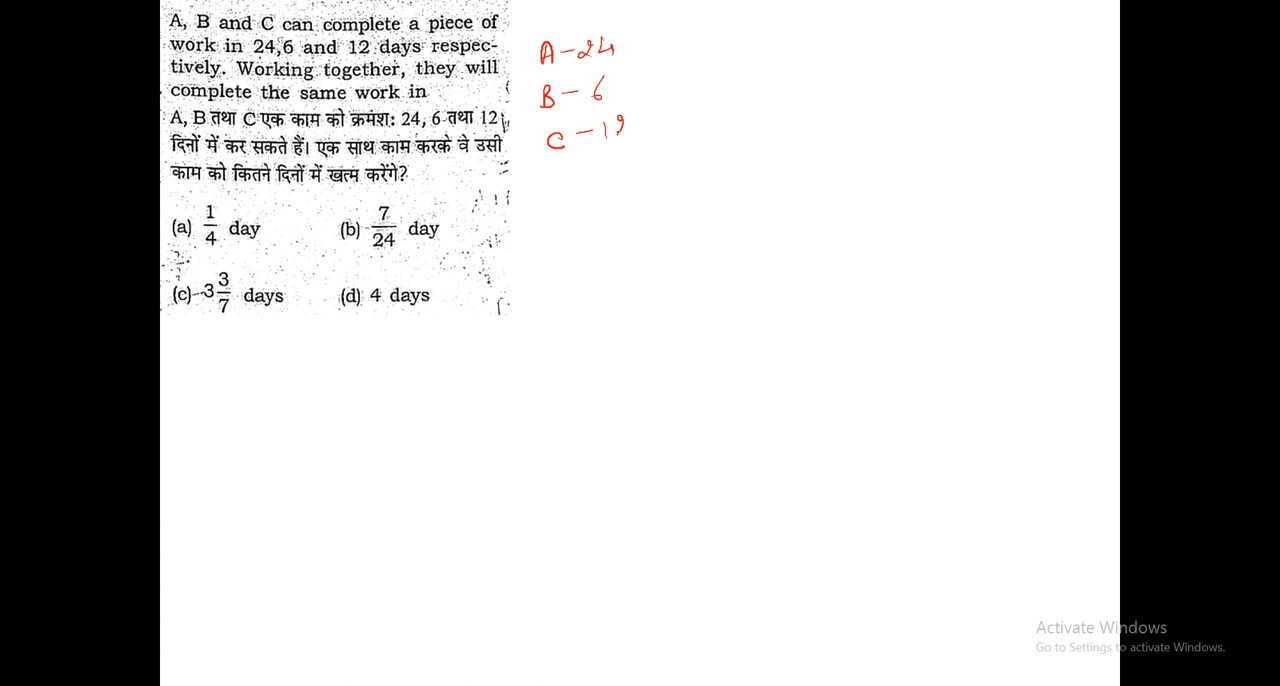 A, B and C can complete a piece of
work in 24,6 and 12 days respec-
tively. Working together, they will
complete the same work in
A, B तथा C एक काम को क्रमंश: 24, 6 तथा 12
दिनों में कर सकते हैं। एक साथ काम करके वे उसी
काम को कितने दिनों में खत्म करेंगे?
(a) 1/4 day (b) 7/24 day
(c) 3 3/7 days (d) 4 days
A - 24
B - 6
C -
Activate Windows
Go to Settings to activate Windows.